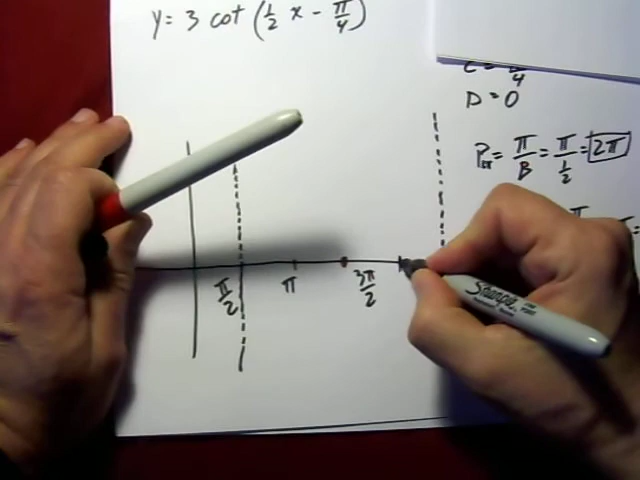 y = 3 cot (1/2 x - π/4)
D = 0
P = π/B = π/(1/2) = 2π
π/2 π 3π/2
Sharpie